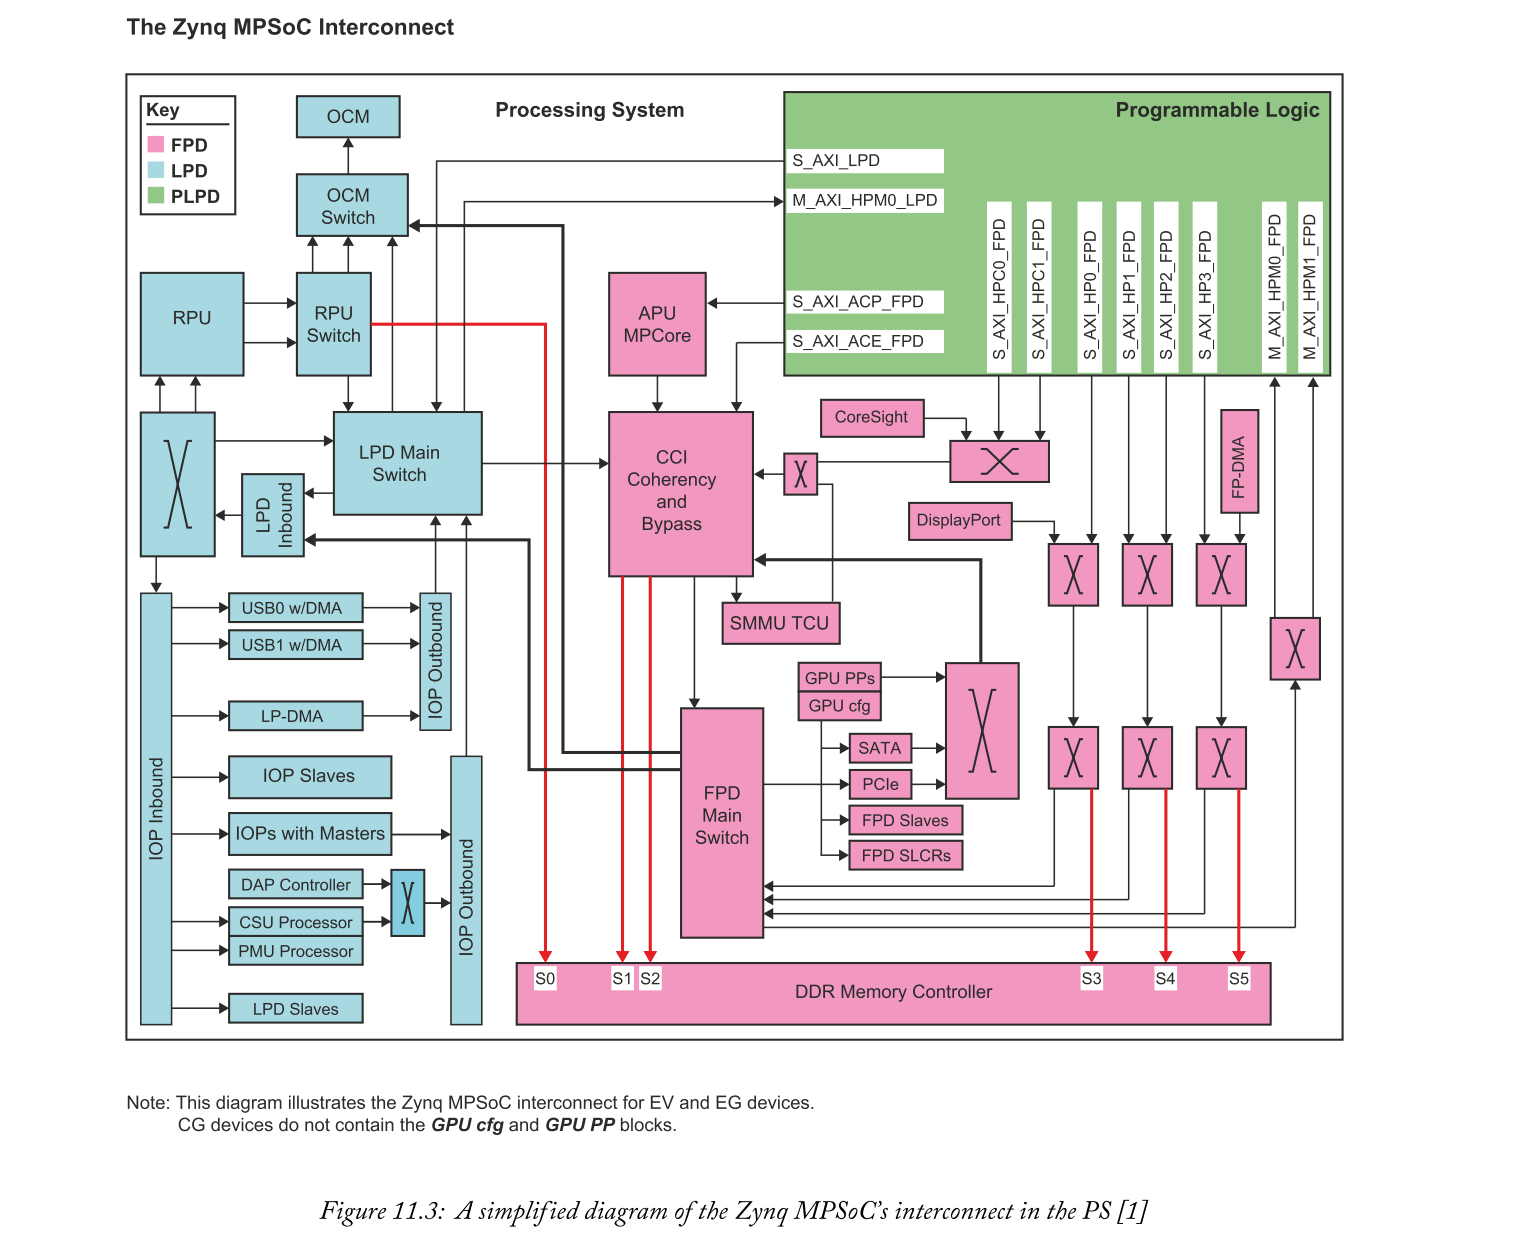 The Zynq MPSoC Interconnect
Key
FPD
LPD
PLPD
OCM
Processing System
Programmable Logic
OCM
Switch
S_AXI_LPD
M_AXI_HPM0_LPD
S_AXI_ACP_FPD
S_AXI_ACE_FPD
S_AXI_HPC0_FPD
S_AXI_HPC1_FPD
S_AXI_HP0_FPD
S_AXI_HP1_FPD
S_AXI_HP2_FPD
S_AXI_HP3_FPD
M_AXI_HPM0_FPD
M_AXI_HPM1_FPD
RPU
RPU
Switch
APU
MPCore
LPD Main
Switch
LPD
Inbound
CCI
Coherency
and
Bypass
CoreSight
DisplayPort
FP-DMA
SMMU TCU
USB0 w/DMA
USB1 w/DMA
LP-DMA
IOP Outbound
IOP Inbound
IOP Slaves
IOPs with Masters
DAP Controller
CSU Processor
PMU Processor
LPD Slaves
IOP Outbound
GPU PPs
GPU cfg
SATA
PCIe
FPD Slaves
FPD SLCRs
FPD
Main
Switch
S0
S1
S2
S3
S4
S5
DDR Memory Controller
Note: This diagram illustrates the Zynq MPSoC interconnect for EV and EG devices.
CG devices do not contain the GPU cfg and GPU PP blocks.
Figure 11.3: A simplified diagram of the Zynq MPSoC’s interconnect in the PS [1]